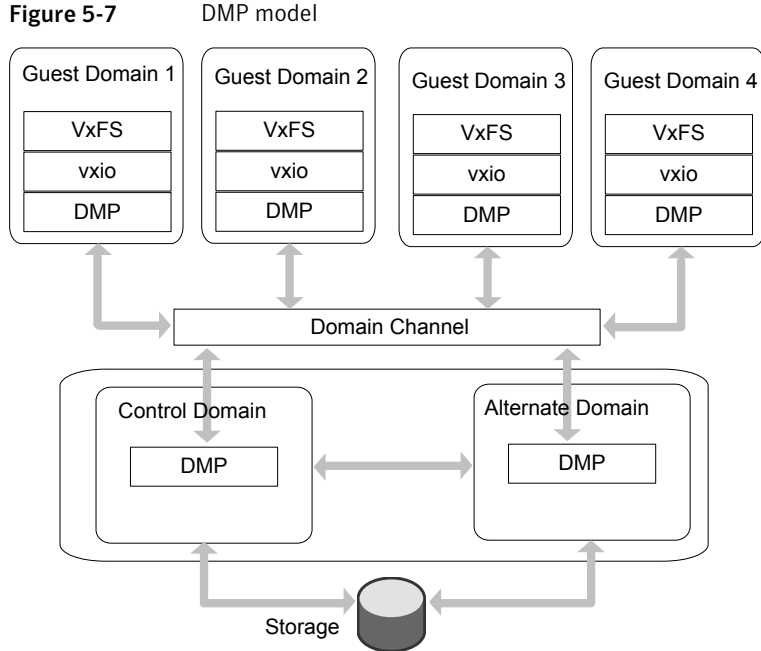 Figure 5-7 DMP model
Guest Domain 1
VxFS
vxio
DMP
Guest Domain 2
VxFS
vxio
DMP
Guest Domain 3
VxFS
vxio
DMP
Guest Domain 4
VxFS
vxio
DMP
Domain Channel
Control Domain
DMP
Alternate Domain
DMP
Storage